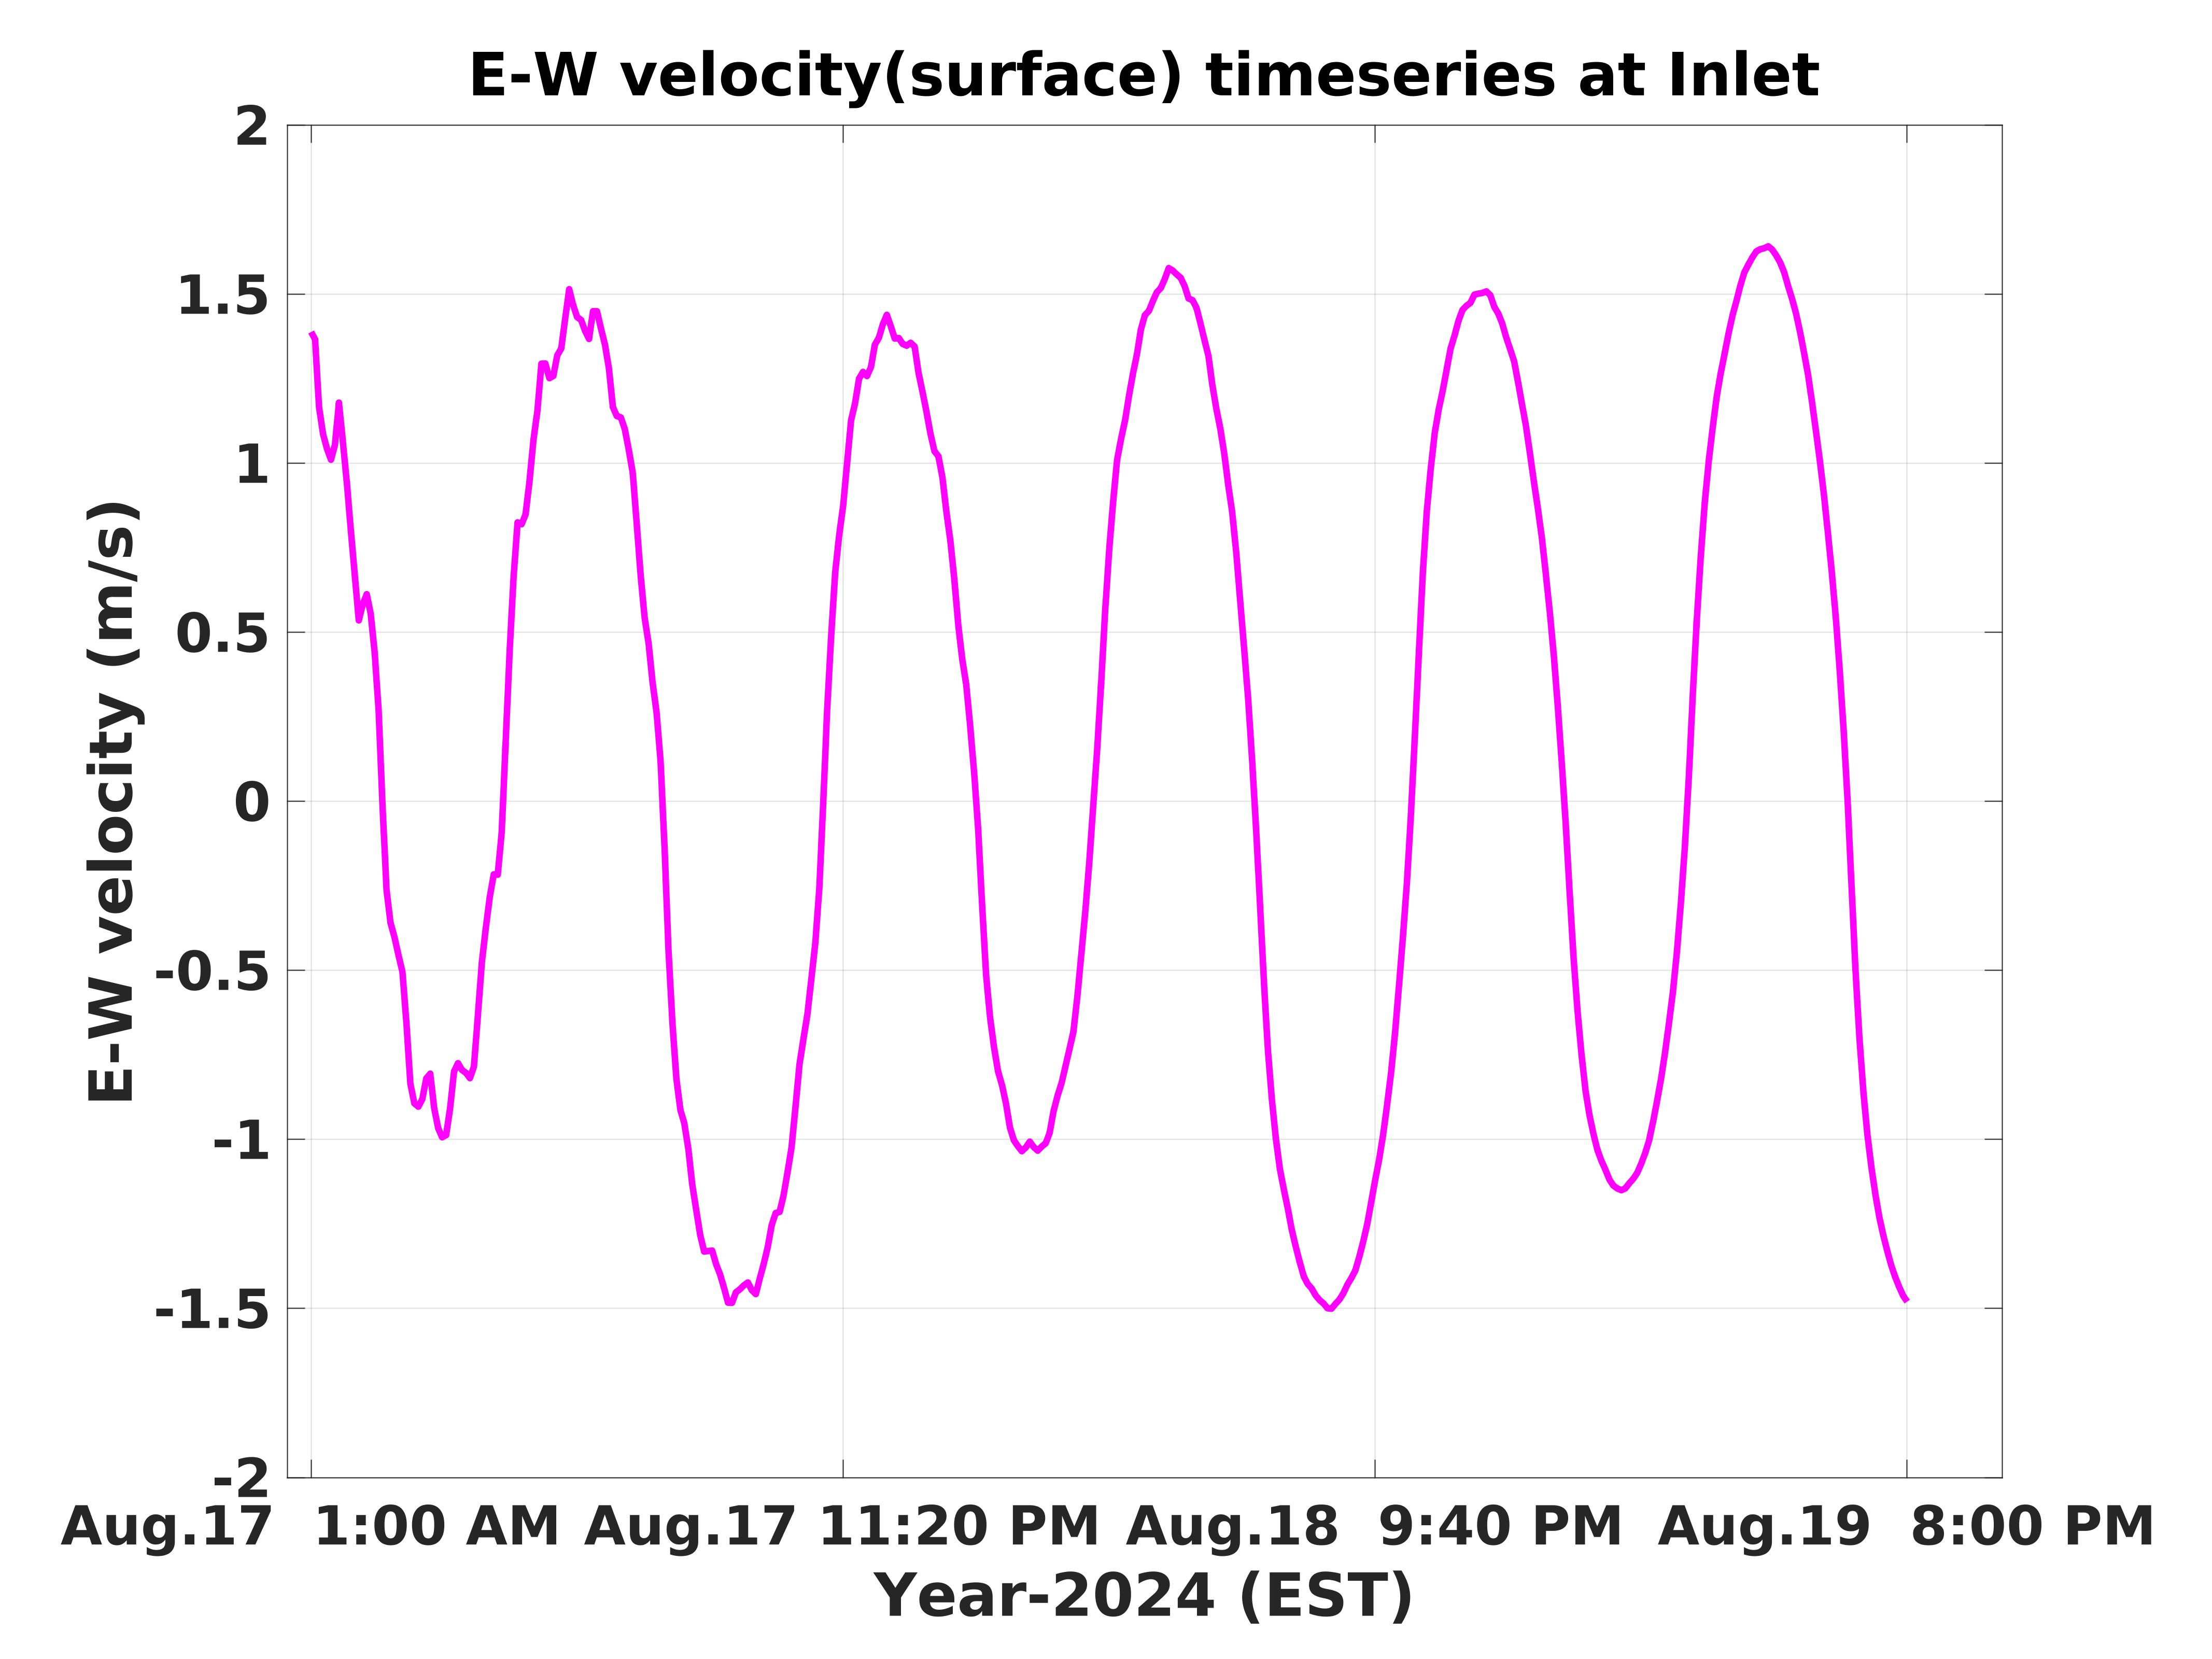 E-W velocity(surface) timeseries at Inlet
E-W velocity (m/s)
2
1.5
1
0.5
0
-0.5
-1
-1.5
-2
Aug.17 1:00 AM Aug.17 11:20 PM Aug.18 9:40 PM Aug.19 8:00 PM
Year-2024 (EST)